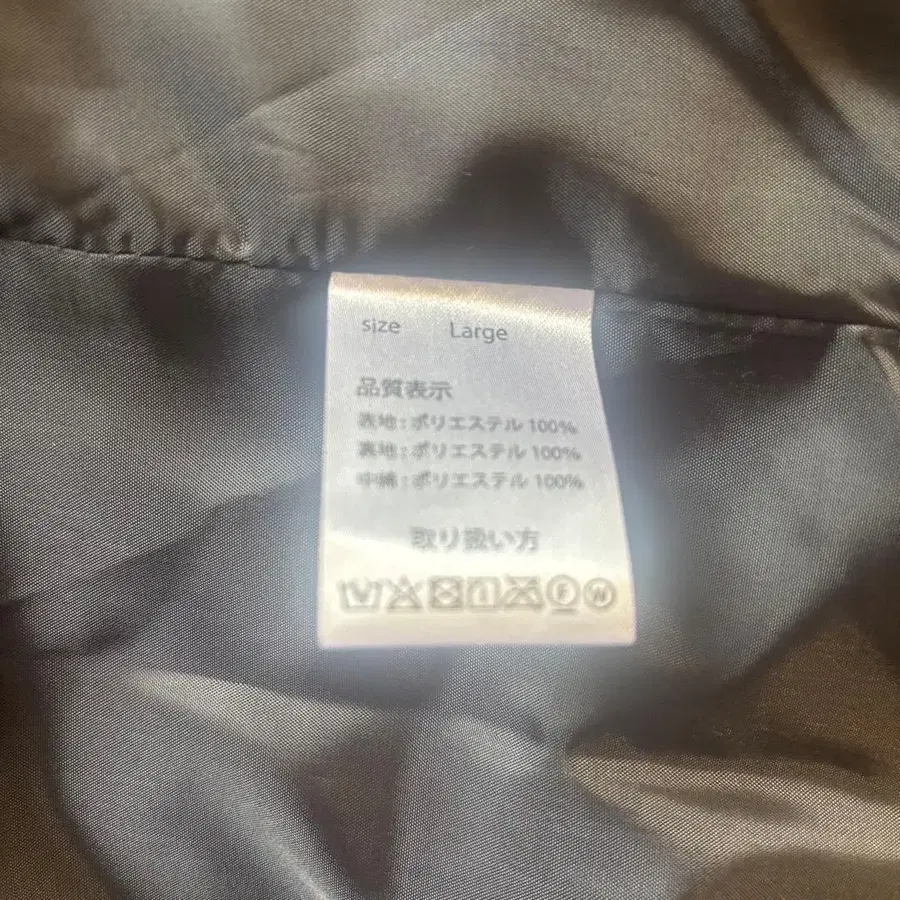 size Large
品質表示
表地:ポリエステル 100%
裏地:ポリエステル 100%
中綿:ポリエステル 100%
取り扱い方
F W